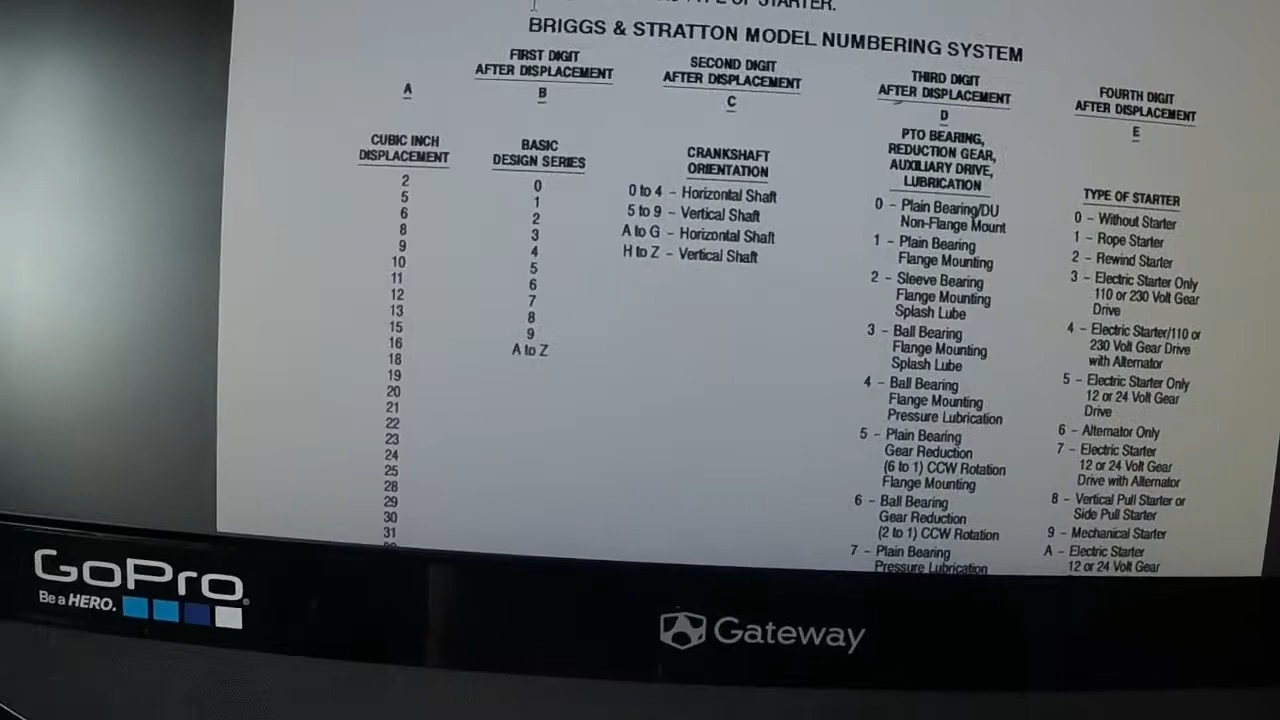 TYPE OF STARTER.
BRIGGS & STRATTON MODEL NUMBERING SYSTEM
A
CUBIC INCH
DISPLACEMENT
2
5
6
8
9
10
11
12
13
15
16
18
19
20
21
22
23
24
25
28
29
30
31
FIRST DIGIT
AFTER DISPLACEMENT
B
BASIC
DESIGN SERIES
0
1
2
3
4
5
6
7
8
9
A to Z
SECOND DIGIT
AFTER DISPLACEMENT
C
CRANKSHAFT
ORIENTATION
0 to 4 – Horizontal Shaft
5 to 9 – Vertical Shaft
A to G – Horizontal Shaft
H to Z – Vertical Shaft
THIRD DIGIT
AFTER DISPLACEMENT
D
PTO BEARING,
REDUCTION GEAR,
AUXILIARY DRIVE,
LUBRICATION
0 – Plain Bearing/DU
Non-Flange Mount
1 – Plain Bearing
Flange Mounting
2 – Sleeve Bearing
Flange Mounting
Splash Lube
3 – Ball Bearing
Flange Mounting
Splash Lube
4 – Ball Bearing
Flange Mounting
Pressure Lubrication
5 – Plain Bearing
Gear Reduction
(6 to 1) CCW Rotation
Flange Mounting
6 – Ball Bearing
Gear Reduction
(2 to 1) CCW Rotation
7 – Plain Bearing
Pressure Lubrication
FOURTH DIGIT
AFTER DISPLACEMENT
E
TYPE OF STARTER
0 – Without Starter
1 – Rope Starter
2 – Rewind Starter
3 – Electric Starter Only
110 or 230 Volt Gear
Drive
4 – Electric Starter/110 or
230 Volt Gear Drive
with Alternator
5 – Electric Starter Only
12 or 24 Volt Gear
Drive
6 – Alternator Only
7 – Electric Starter
12 or 24 Volt Gear
Drive with Alternator
8 – Vertical Pull Starter or
Side Pull Starter
9 – Mechanical Starter
A – Electric Starter
12 or 24 Volt Gear
GoPro
Be a HERO.
Gateway